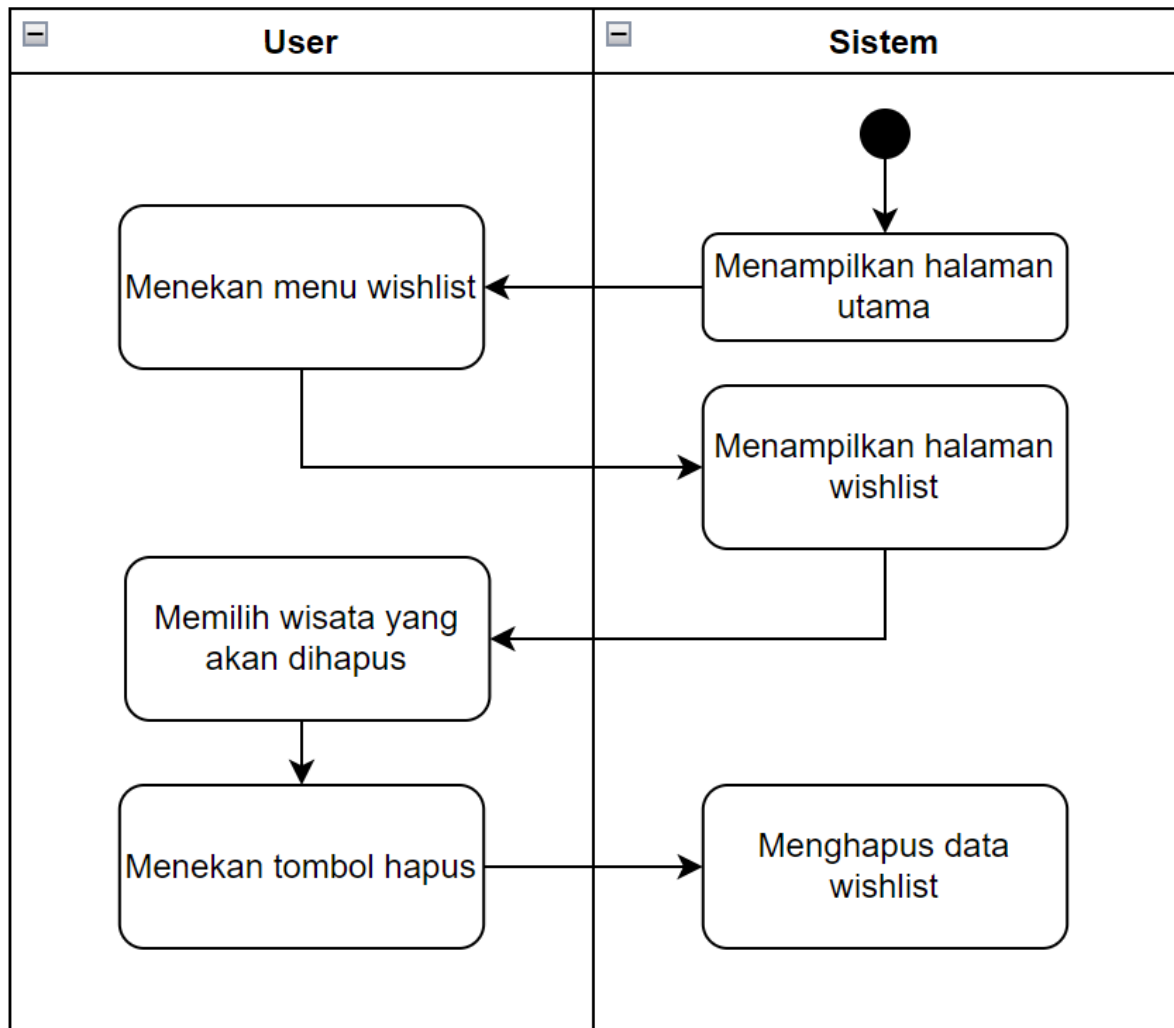 User
Sistem
Menampilkan halaman
utama
Menekan menu wishlist
Menampilkan halaman
wishlist
Memilih wisata yang
akan dihapus
Menekan tombol hapus
Menghapus data
wishlist